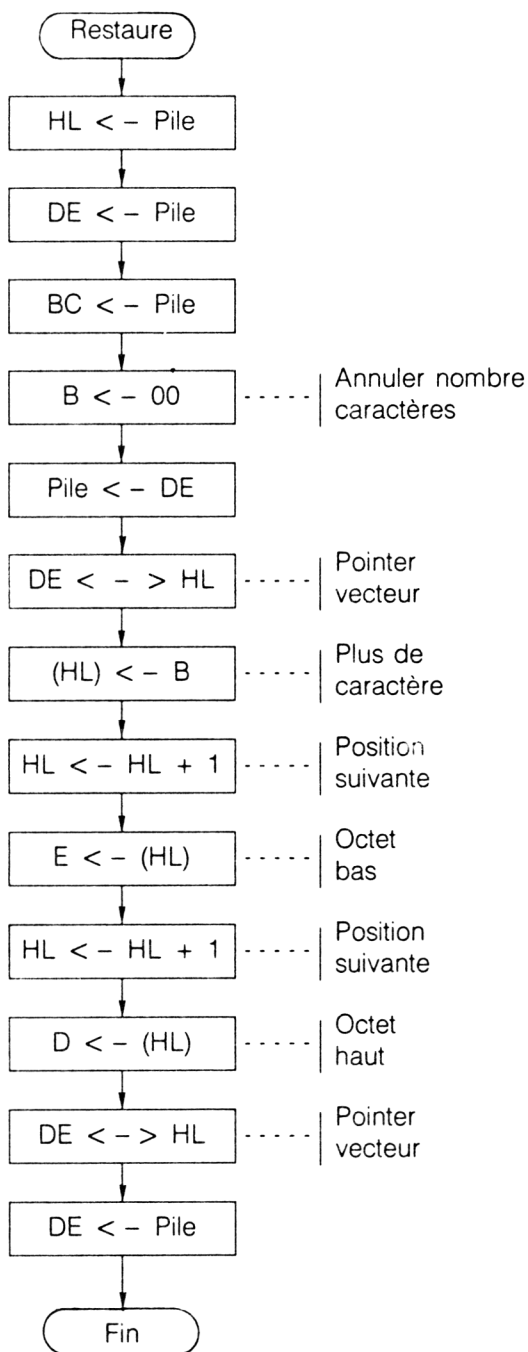 Restaure
HL < – Pile
DE < – Pile
BC < – Pile
B < – 00
Annuler nombre
caractères
Pile < – DE
DE < – > HL
Pointer
vecteur
(HL) < – B
Plus de
caractère
HL < – HL + 1
Position
suivante
E < – (HL)
Octet
bas
HL < – HL + 1
Position
suivante
D < – (HL)
Octet
haut
DE < – > HL
Pointer
vecteur
DE < – Pile
Fin